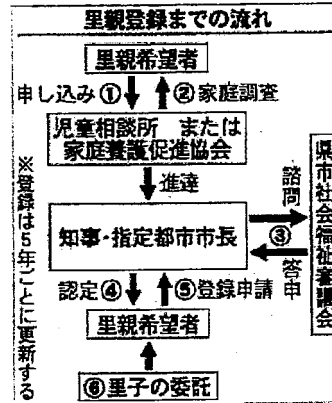 里親登録までの流れ
里親希望者
申し込み① ②家庭調査
児童相談所 または
家庭養護促進協会
進達
知事・指定都市市長
諮問
③
答申
県市社会福祉審議会
認定④ ⑤登録申請
里親希望者
⑥里子の委託
※登録は5年ごとに更新する